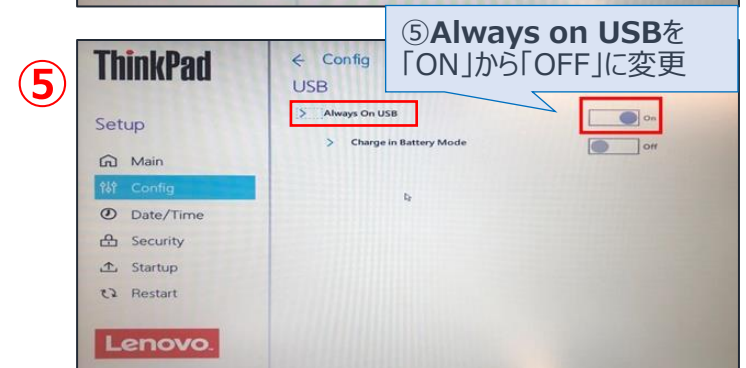 ⑤Always on USBを
「ON」から「OFF」に変更
⑤
ThinkPad
Setup
Main
Config
Date/Time
Security
Startup
Restart
Lenovo.
← Config
USB
> Always On USB
On
> Charge in Battery Mode
Off